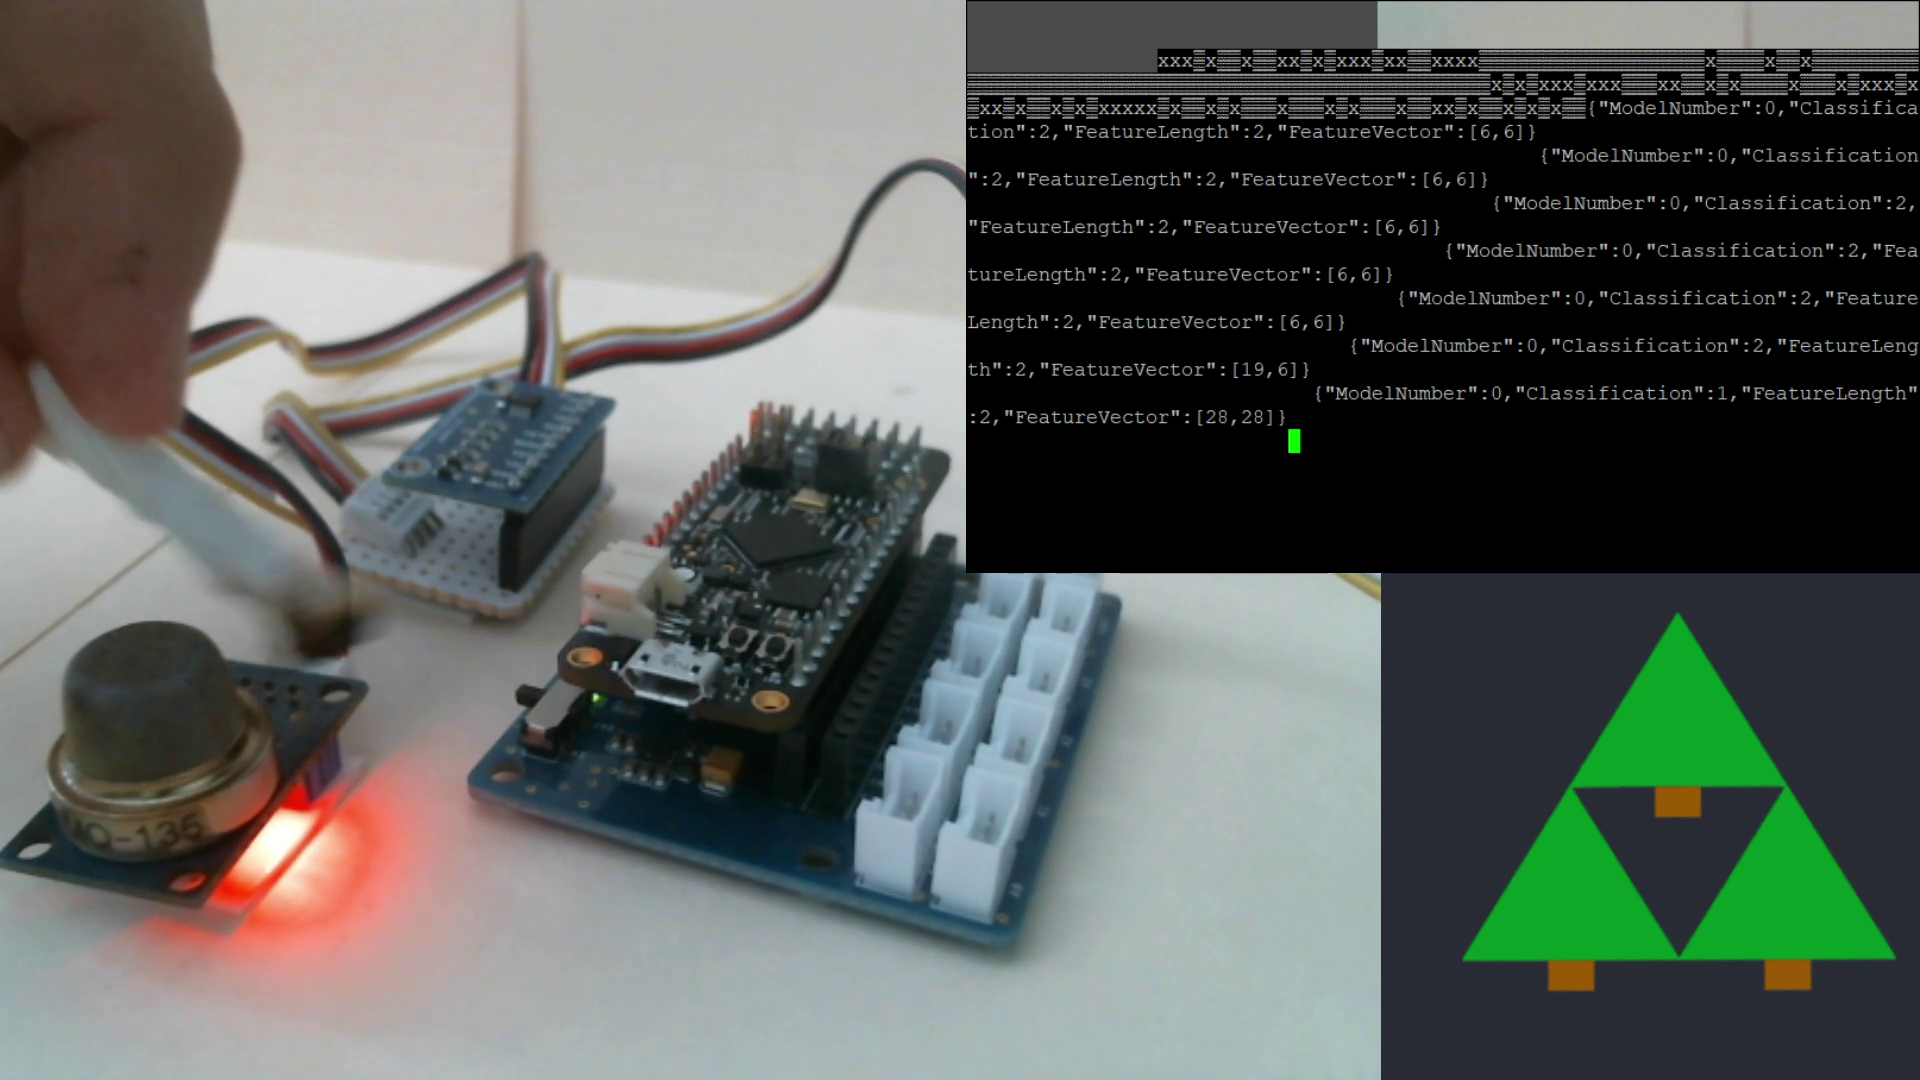 {"ModelNumber":0,"Classifica
tion":2,"FeatureLength":2,"FeatureVector":[6,6]}
{"ModelNumber":0,"Classification
":2,"FeatureLength":2,"FeatureVector":[6,6]}
{"ModelNumber":0,"Classification":2,
"FeatureLength":2,"FeatureVector":[6,6]}
{"ModelNumber":0,"Classification":2,"Fea
tureLength":2,"FeatureVector":[6,6]}
{"ModelNumber":0,"Classification":2,"Feature
Length":2,"FeatureVector":[6,6]}
{"ModelNumber":0,"Classification":2,"FeatureLeng
th":2,"FeatureVector":[19,6]}
{"ModelNumber":0,"Classification":1,"FeatureLength"
:2,"FeatureVector":[28,28]}
MQ-135